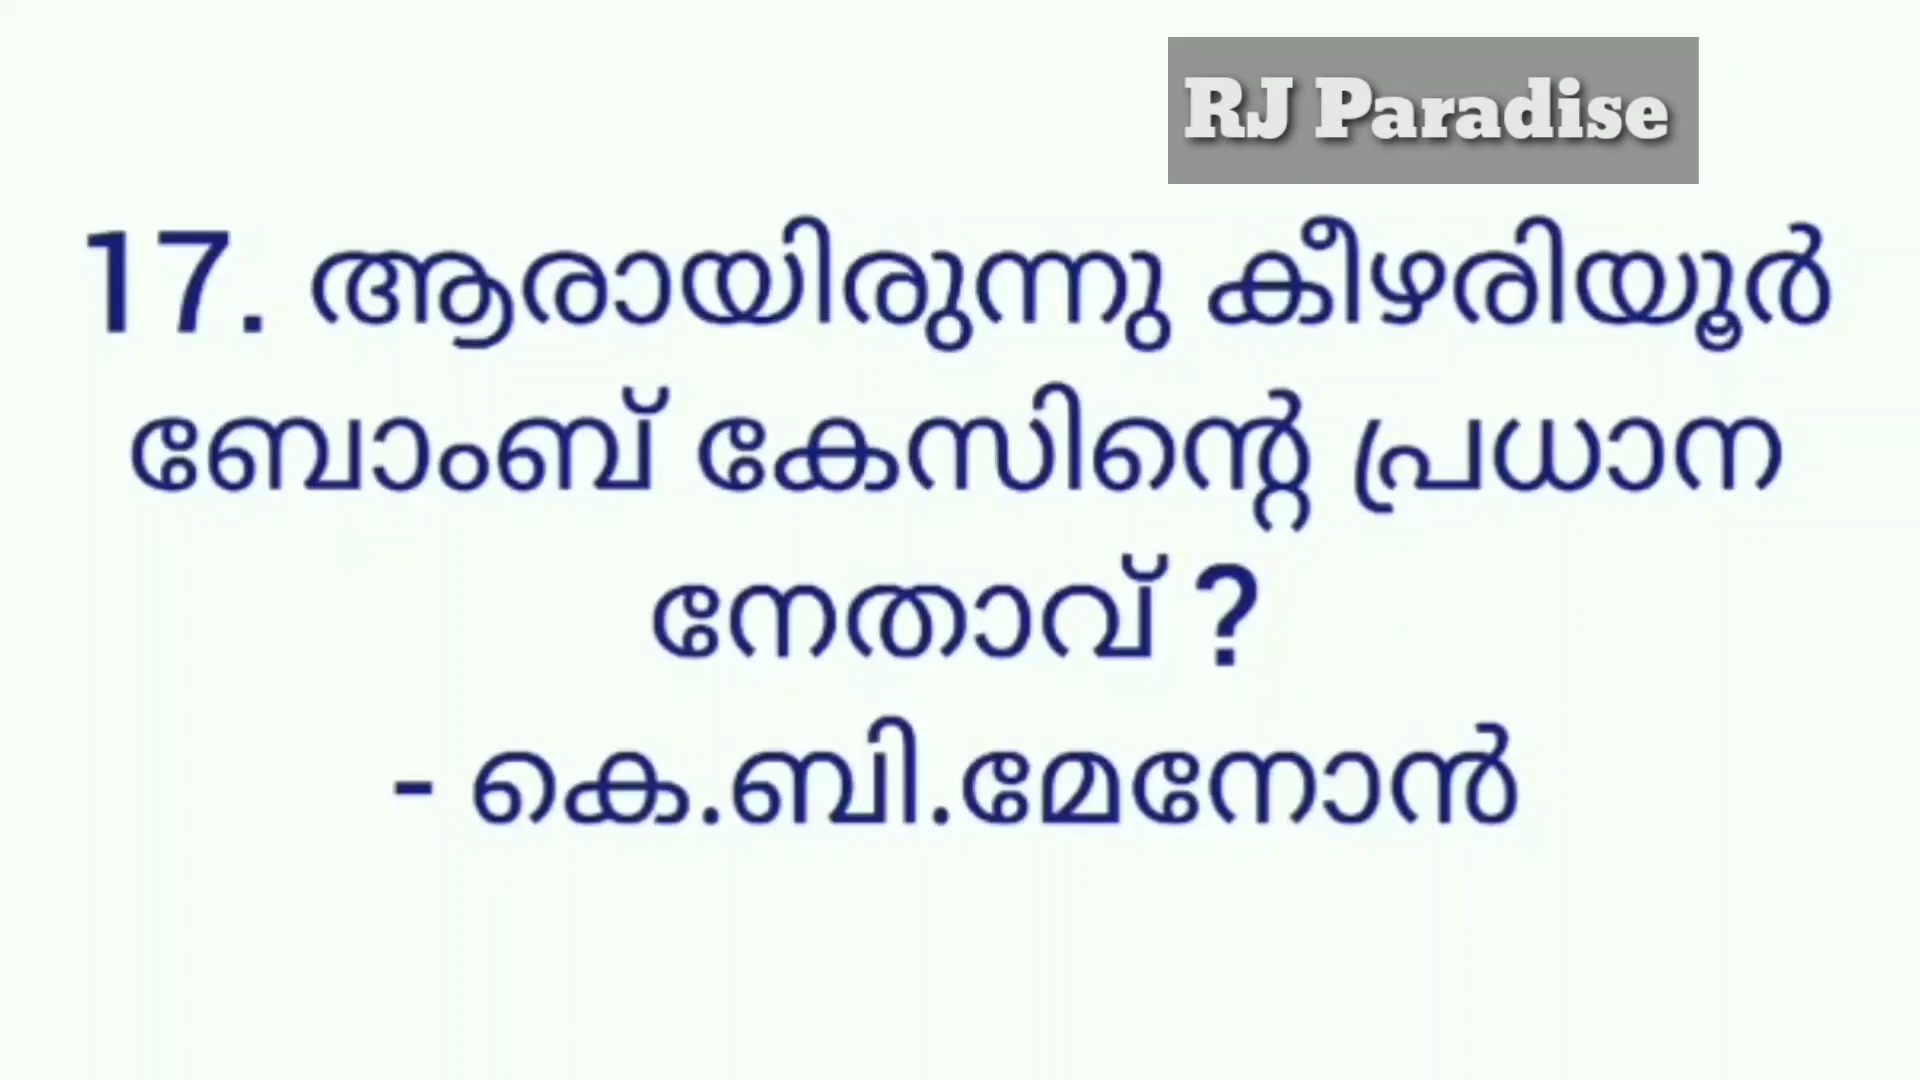 RJ Paradise
17. ആരായിരുന്നു കീഴരിയൂർ
ബോംബ് കേസിന്റെ പ്രധാന
നേതാവ് ?
- കെ.ബി.മേനോൻ